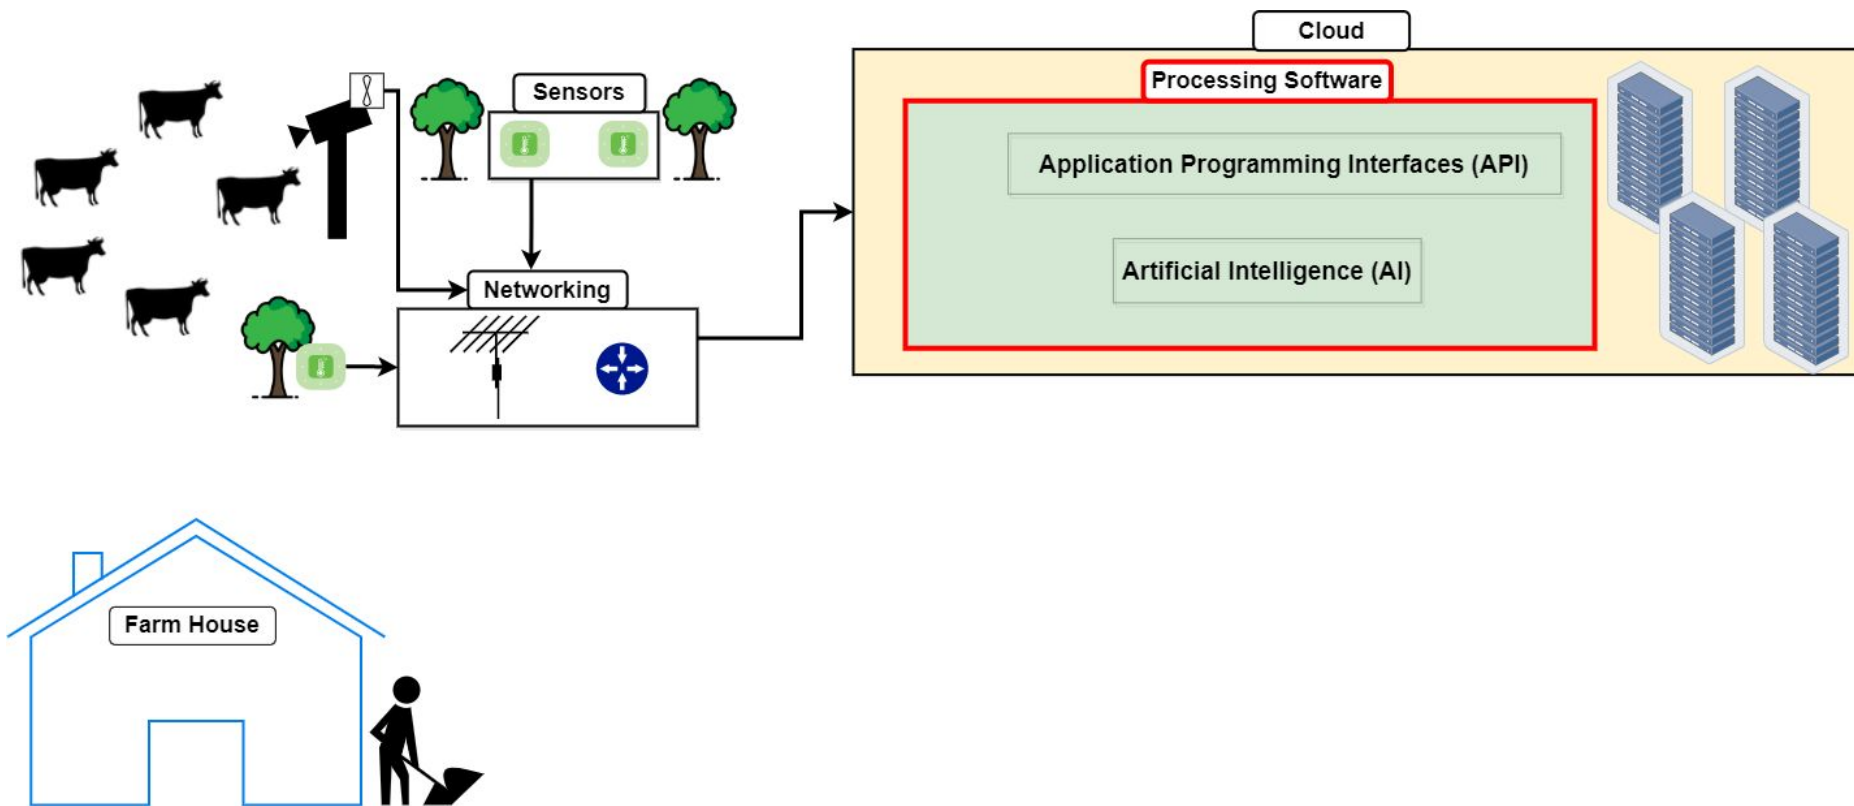 Cloud
Processing Software
Sensors
Application Programming Interfaces (API)
Artificial Intelligence (AI)
Networking
Farm House